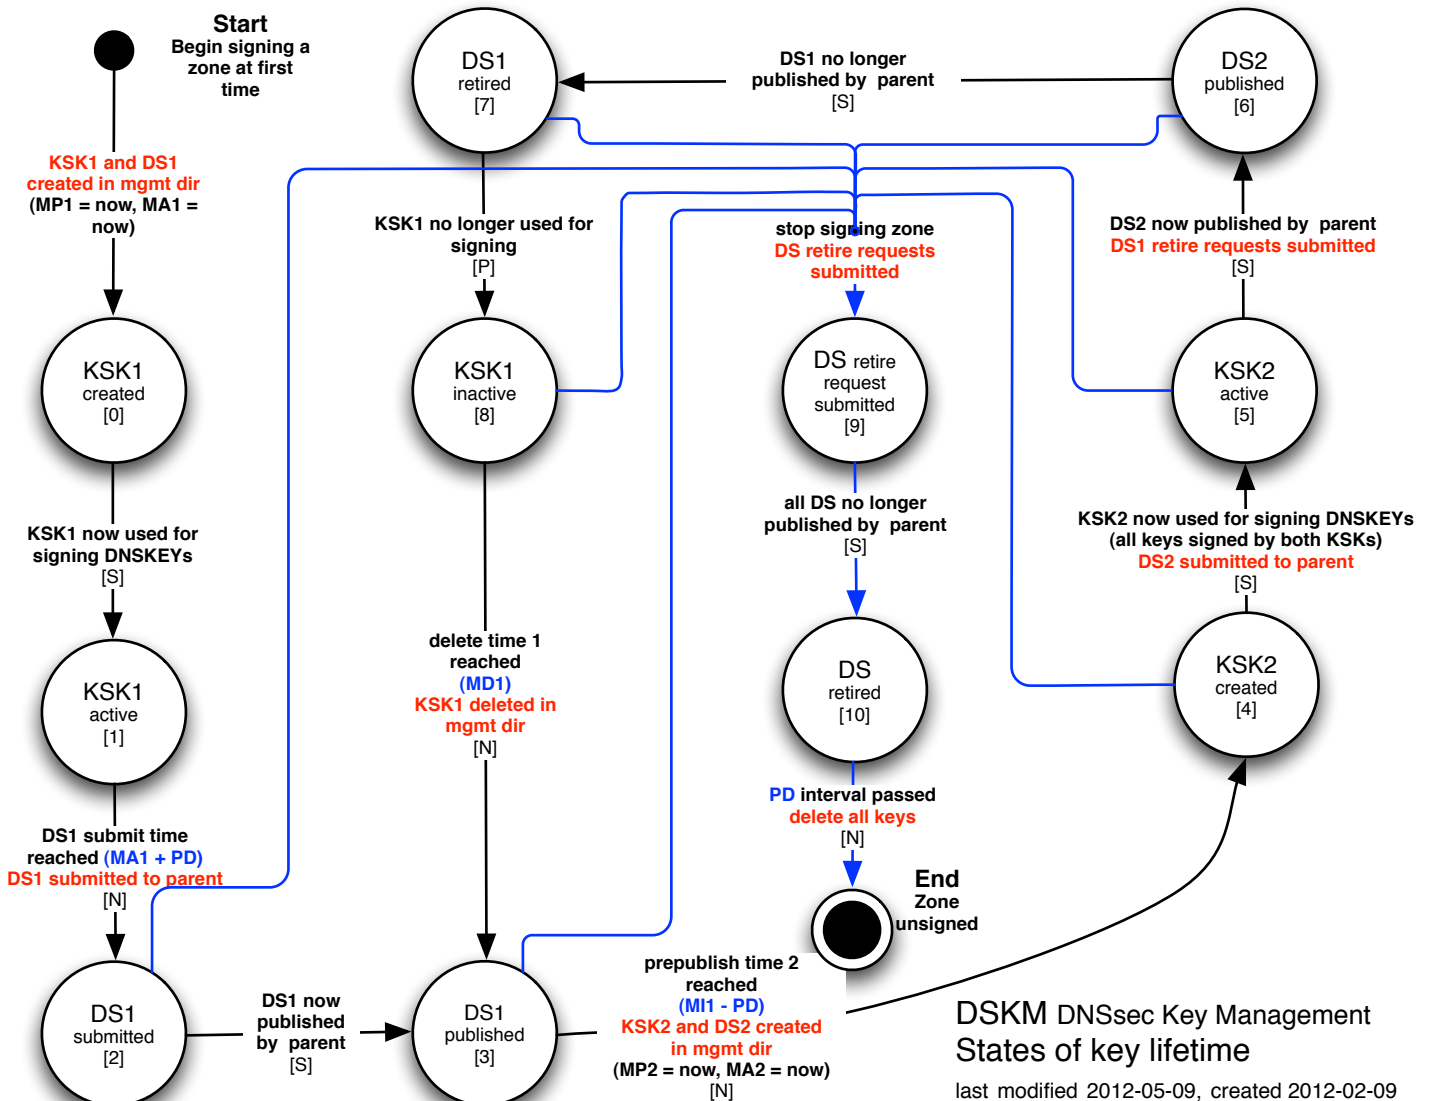 Start
Begin signing a
zone at first
time
KSK1 and DS1
created in mgmt dir
(MP1 = now, MA1 =
now)
KSK1
created
[0]
KSK1 now used for
signing DNSKEYs
[S]
KSK1
active
[1]
DS1 submit time
reached (MA1 + PD)
DS1 submitted to parent
[N]
DS1
submitted
[2]
DS1 now
published
by parent
[S]
DS1
published
[3]
prepublish time 2
reached
(MI1 - PD)
KSK2 and DS2 created
in mgmt dir
(MP2 = now, MA2 = now)
[N]
KSK2
created
[4]
KSK2 now used for signing DNSKEYs
(all keys signed by both KSKs)
DS2 submitted to parent
[S]
KSK2
active
[5]
DS2 now published by parent
DS1 retire requests submitted
[S]
DS2
published
[6]
DS1 no longer
published by parent
[S]
DS1
retired
[7]
KSK1 no longer used for
signing
[P]
KSK1
inactive
[8]
delete time 1
reached
(MD1)
KSK1 deleted in
mgmt dir
[N]
stop signing zone
DS retire requests
submitted
DS retire
request
submitted
[9]
all DS no longer
published by parent
[S]
DS
retired
[10]
PD interval passed
delete all keys
[N]
End
Zone
unsigned
DSKM DNSsec Key Management
States of key lifetime
last modified 2012-05-09, created 2012-02-09